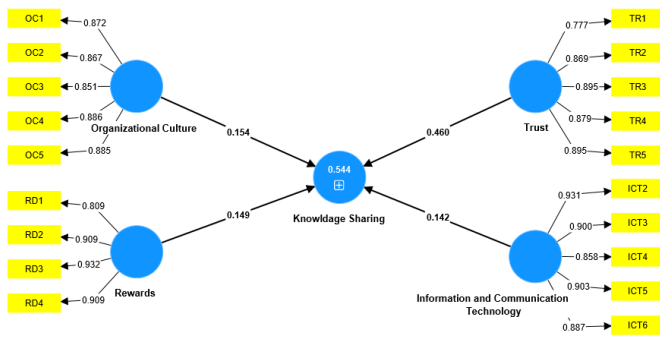 OC1
0.872
OC2
0.867
OC3
0.851
OC4
0.886
OC5
0.885
Organizational Culture
0.154
RD1
0.809
RD2
0.909
RD3
0.932
RD4
0.909
Rewards
0.149
0.544
Knowldage Sharing
TR1
0.777
TR2
0.869
TR3
0.895
TR4
0.879
TR5
0.895
Trust
0.460
ICT2
0.931
ICT3
0.900
ICT4
0.858
ICT5
0.903
ICT6
0.887
Information and Communication
Technology
0.142